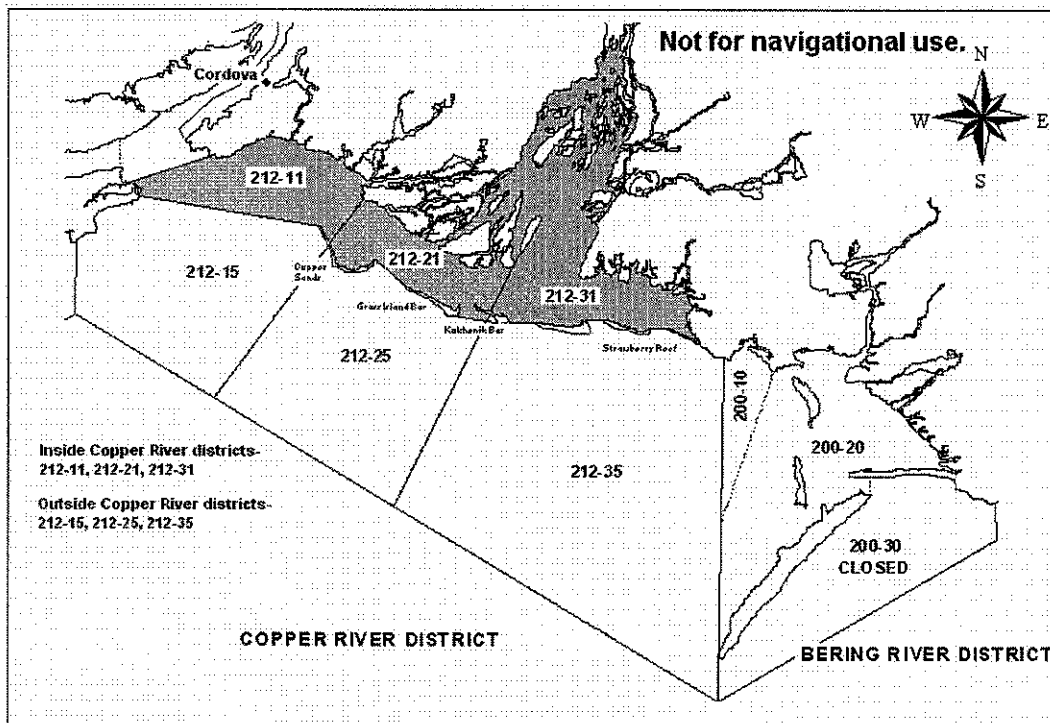 Not for navigational use.
N
W
E
S
Cordova
212-11
212-15
Copper
Sands
212-21
Grass Island Bar
Kokhenik Bar
212-31
Strawberry Reef
212-25
212-35
200-10
200-20
200-30
CLOSED
Inside Copper River districts-
212-11, 212-21, 212-31
Outside Copper River districts-
212-15, 212-25, 212-35
COPPER RIVER DISTRICT
BERING RIVER DISTRICT